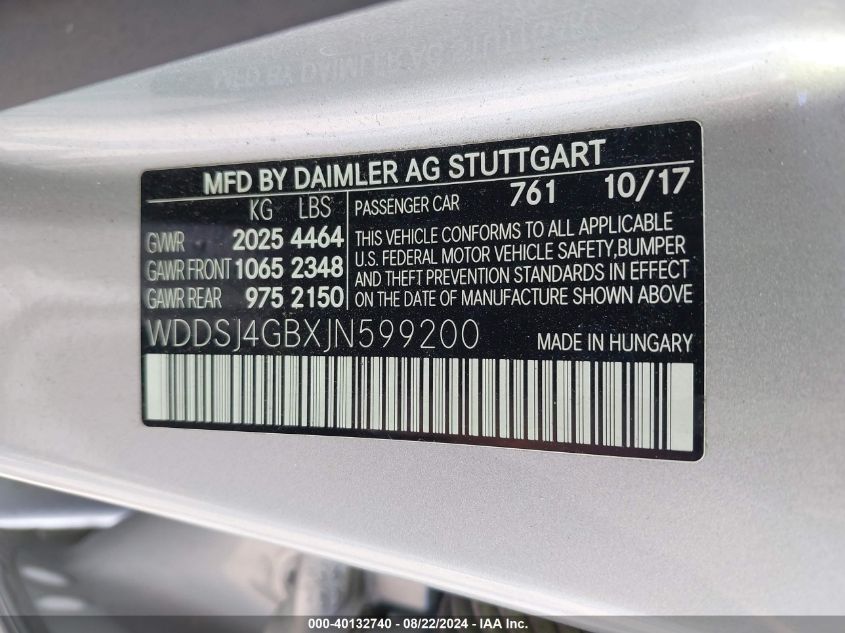 MFD BY DAIMLER AG STUTTGART
KG LBS
GVWR 2025 4464
GAWR FRONT 1065 2348
GAWR REAR 975 2150
PASSENGER CAR 761 10/17
THIS VEHICLE CONFORMS TO ALL APPLICABLE
U.S. FEDERAL MOTOR VEHICLE SAFETY,BUMPER
AND THEFT PREVENTION STANDARDS IN EFFECT
ON THE DATE OF MANUFACTURE SHOWN ABOVE
WDDSJ4GBXJN599200
MADE IN HUNGARY
000-40132740 - 08/22/2024 - IAA Inc.